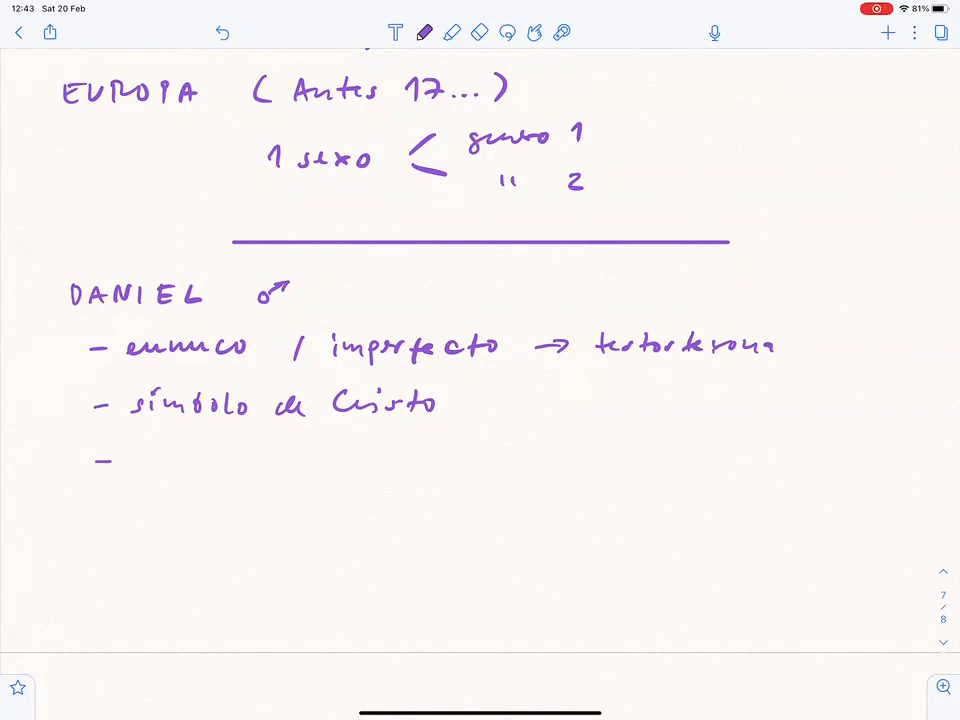 12:43 Sat 20 Feb 81%
EUROPA (Antes 17...)
1 sexo < genero 1
" 2
DANIEL ♂
- eunuco / imperfecto → testosterona
- símbolo de Cristo
-
7
/
8